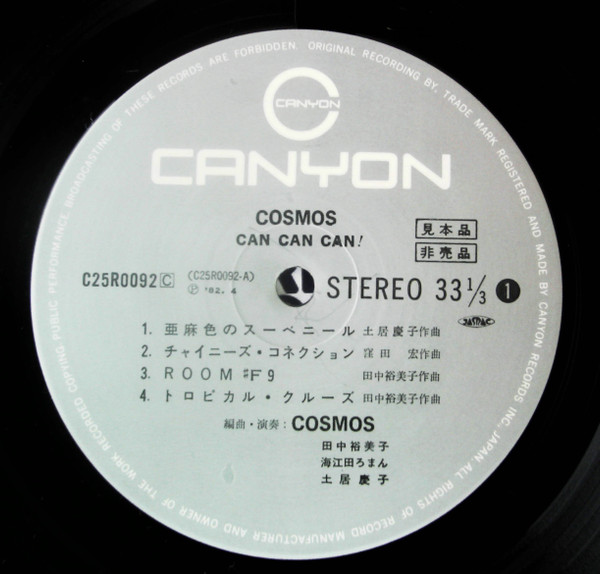 ORIGINAL RECORDING BY, TRADE MARK REGISTERED AND MADE BY CANYON RECORDS INC., JAPAN. ALL RIGHTS OF RECORD MANUFACTURER AND OWNER OF THE WORK RECORDED COPYING PUBLIC PERFORMANCE, BROADCASTING OF THESE RECORDS ARE FORBIDDEN.
CANYON
CANYON
COSMOS
CAN CAN CAN!
見本品
非売品
C25R0092 C
(C25R0092-A)
Ⓟ '82. 4
STEREO 33 1/3 1
JASRAC
1. 亜麻色のスーベニール 土居慶子作曲
2. チャイニーズ・コネクション 窪田 宏作曲
3. ROOM #F9 田中裕美子作曲
4. トロピカル・クルーズ 田中裕美子作曲
編曲・演奏：COSMOS
田中裕美子
海江田ろまん
土居慶子